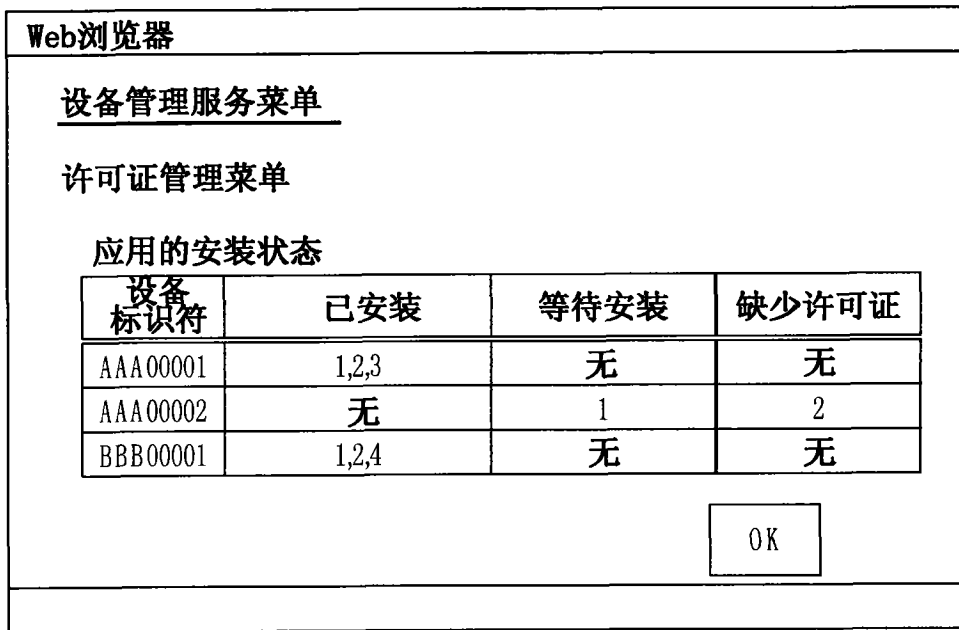 Web浏览器
设备管理服务菜单
许可证管理菜单
应用的安装状态
设备
标识符 已安装 等待安装 缺少许可证
AAA00001 1,2,3 无 无
AAA00002 无 1 2
BBB00001 1,2,4 无 无
OK